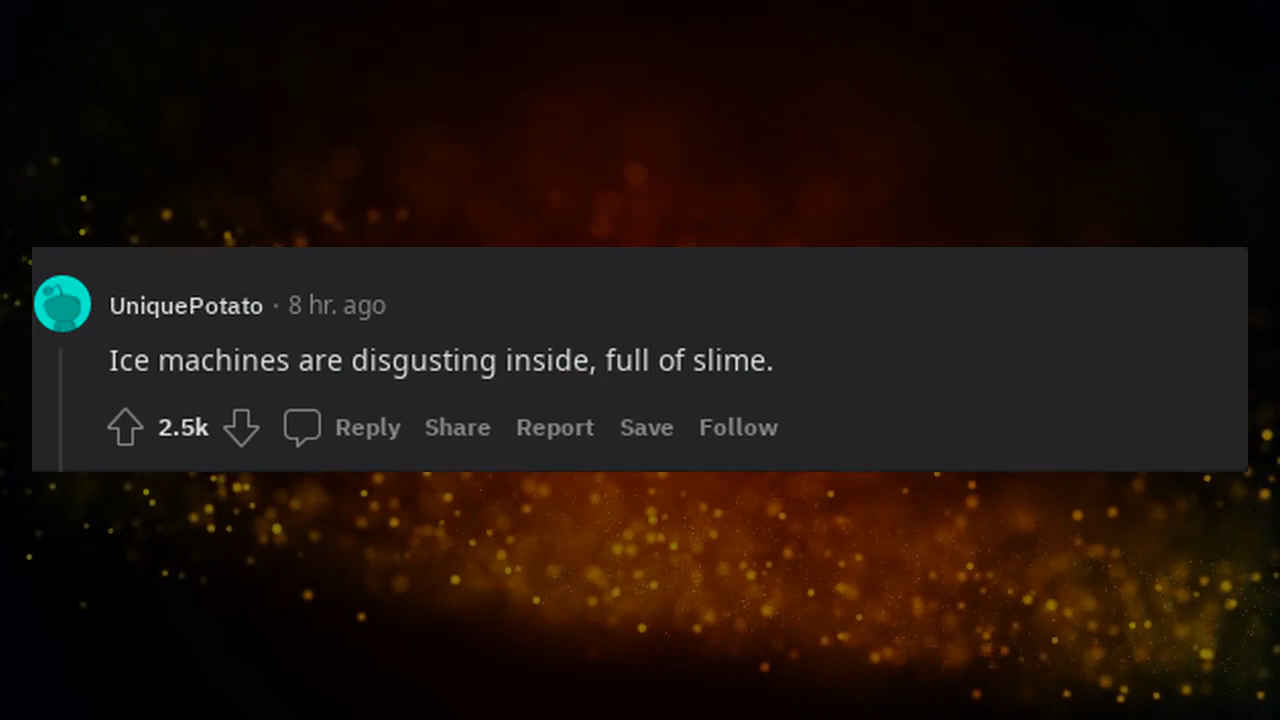 UniquePotato · 8 hr. ago
Ice machines are disgusting inside, full of slime.
2.5k Reply Share Report Save Follow